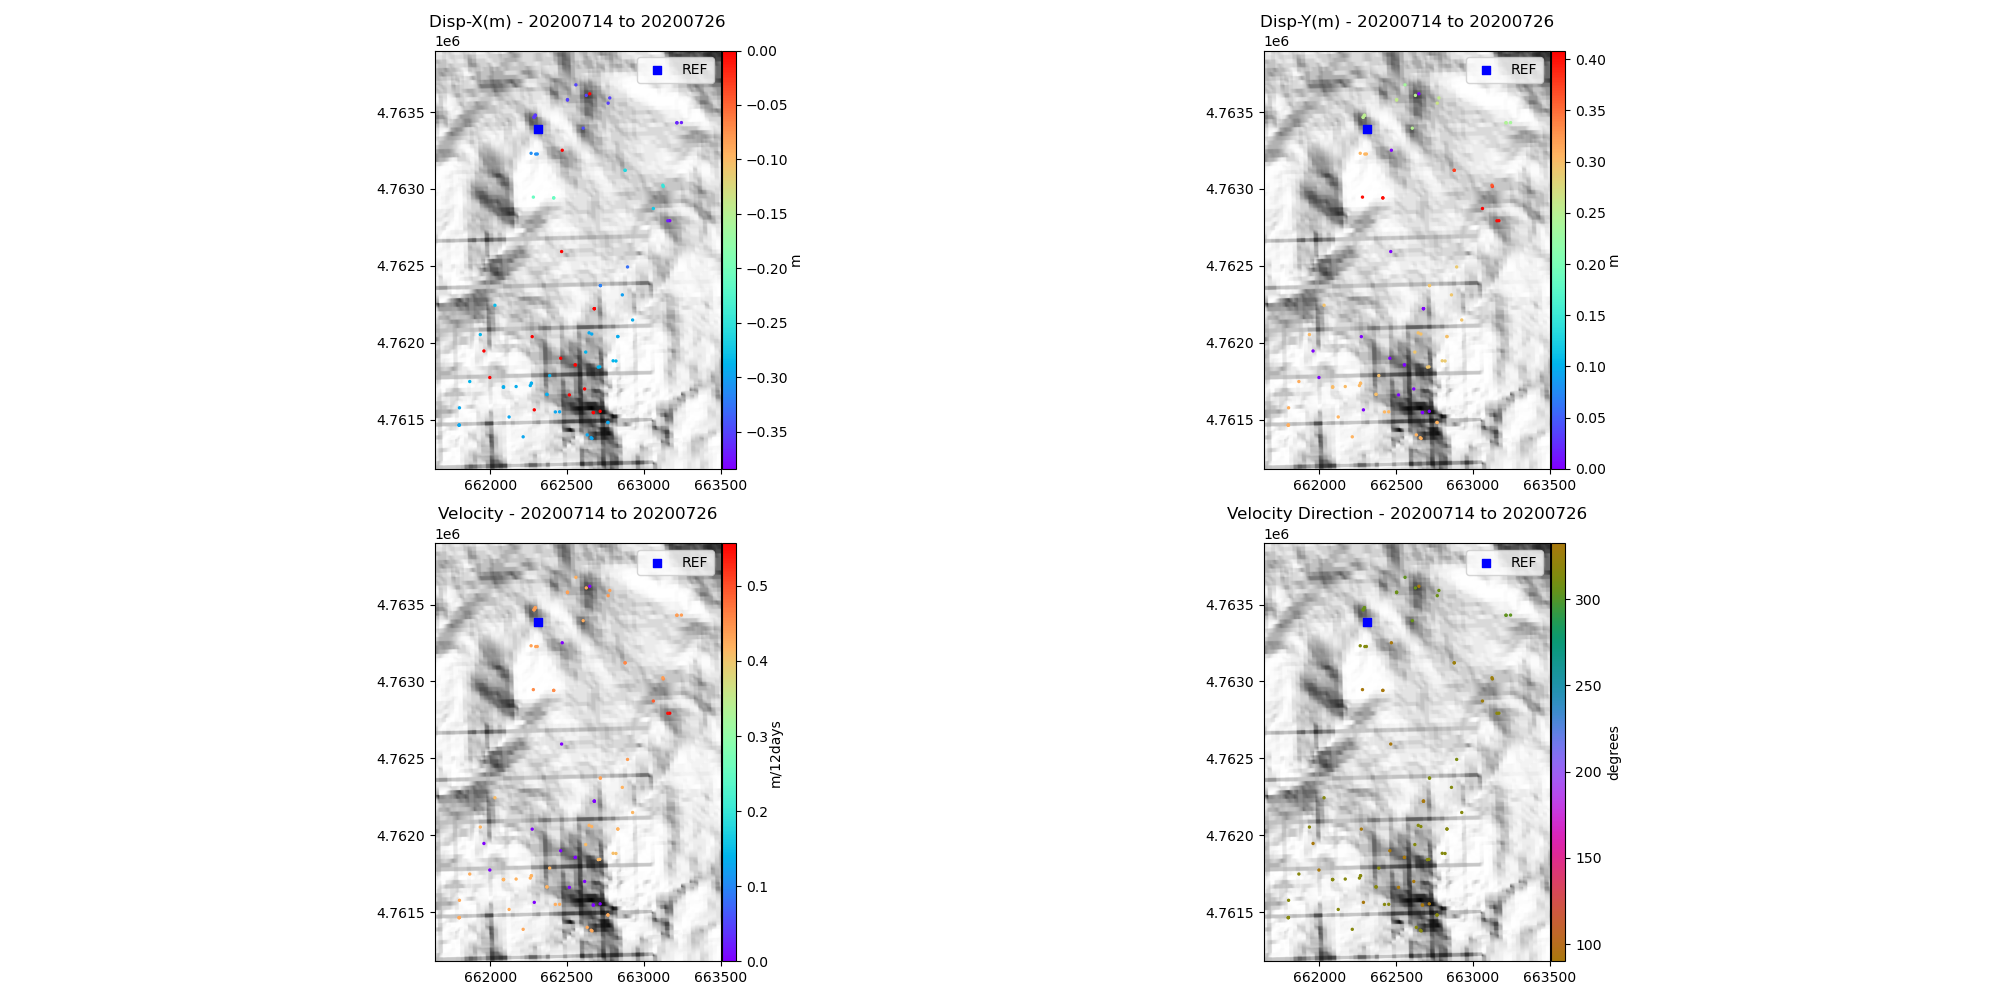 Disp-X(m) - 20200714 to 20200726
1e6
REF
4.7635
4.7630
4.7625
4.7620
4.7615
662000 662500 663000 663500
0.00
−0.05
−0.10
−0.15
−0.20
−0.25
−0.30
−0.35
m
Disp-Y(m) - 20200714 to 20200726
1e6
REF
4.7635
4.7630
4.7625
4.7620
4.7615
662000 662500 663000 663500
0.40
0.35
0.30
0.25
0.20
0.15
0.10
0.05
0.00
m
Velocity - 20200714 to 20200726
1e6
REF
4.7635
4.7630
4.7625
4.7620
4.7615
662000 662500 663000 663500
0.5
0.4
0.3
0.2
0.1
0.0
m/12days
Velocity Direction - 20200714 to 20200726
1e6
REF
4.7635
4.7630
4.7625
4.7620
4.7615
662000 662500 663000 663500
300
250
200
150
100
degrees